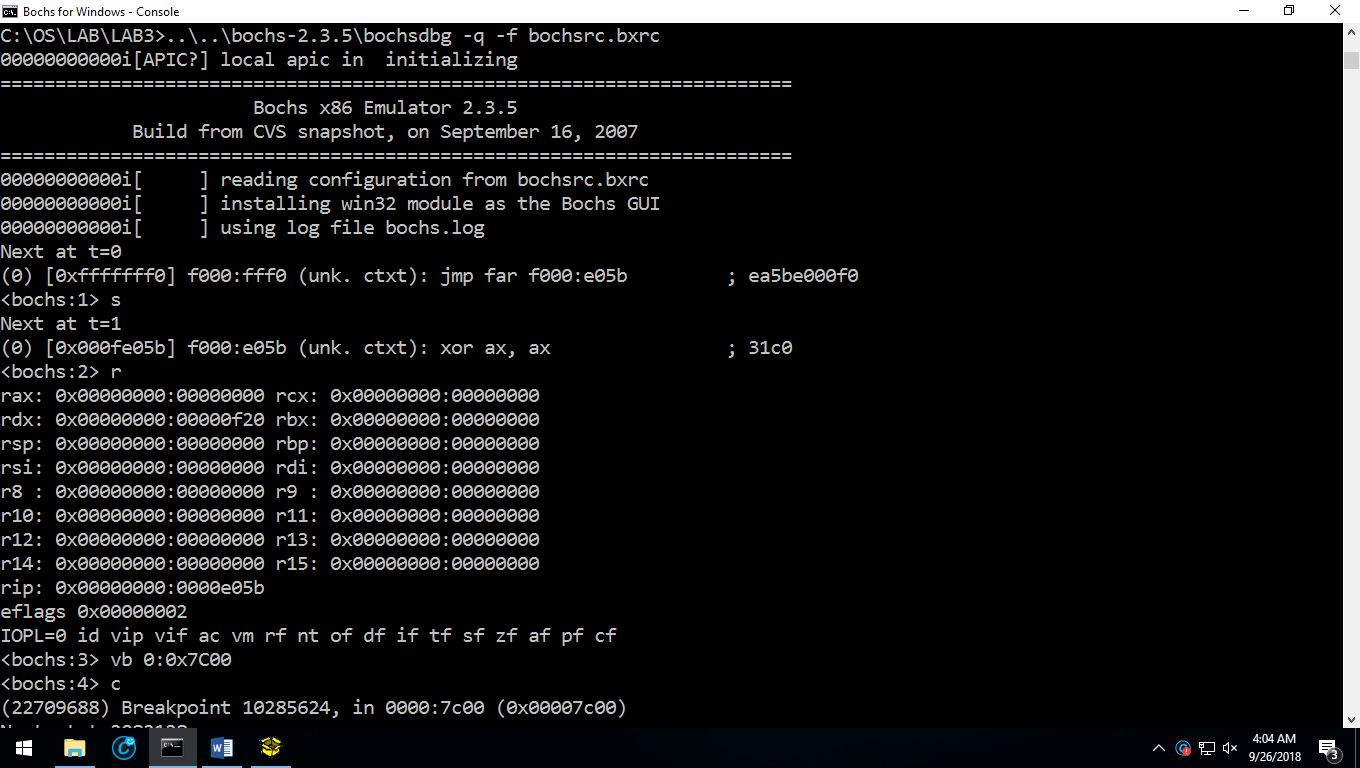 Bochs for Windows - Console
C:\OS\LAB\LAB3>..\..\bochs-2.3.5\bochsdbg -q -f bochsrc.bxrc
00000000000i[APIC?] local apic in  initializing
========================================================================
                       Bochs x86 Emulator 2.3.5
            Build from CVS snapshot, on September 16, 2007
========================================================================
00000000000i[     ] reading configuration from bochsrc.bxrc
00000000000i[     ] installing win32 module as the Bochs GUI
00000000000i[     ] using log file bochs.log
Next at t=0
(0) [0xfffffff0] f000:fff0 (unk. ctxt): jmp far f000:e05b         ; ea5be000f0
<bochs:1> s
Next at t=1
(0) [0x000fe05b] f000:e05b (unk. ctxt): xor ax, ax                ; 31c0
<bochs:2> r
rax: 0x00000000:00000000 rcx: 0x00000000:00000000
rdx: 0x00000000:00000f20 rbx: 0x00000000:00000000
rsp: 0x00000000:00000000 rbp: 0x00000000:00000000
rsi: 0x00000000:00000000 rdi: 0x00000000:00000000
r8 : 0x00000000:00000000 r9 : 0x00000000:00000000
r10: 0x00000000:00000000 r11: 0x00000000:00000000
r12: 0x00000000:00000000 r13: 0x00000000:00000000
r14: 0x00000000:00000000 r15: 0x00000000:00000000
rip: 0x00000000:0000e05b
eflags 0x00000002
IOPL=0 id vip vif ac vm rf nt of df if tf sf zf af pf cf
<bochs:3> vb 0:0x7C00
<bochs:4> c
(22709688) Breakpoint 10285624, in 0000:7c00 (0x00007c00)
4:04 AM
9/26/2018
3